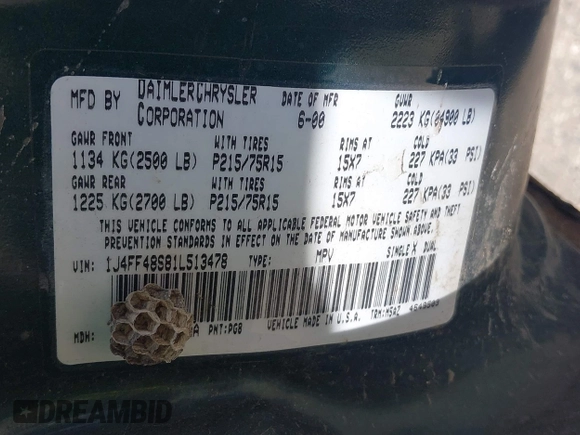 MFD BY DAIMLERCHRYSLER CORPORATION DATE OF MFR 6-00 GVWR 2223 KG(04900 LB)
GAWR FRONT WITH TIRES RIMS AT COLD
1134 KG(2500 LB) P215/75R15 15X7 227 KPA(33 PSI)
GAWR REAR WITH TIRES RIMS AT COLD
1225 KG(2700 LB) P215/75R15 15X7 227 KPA(33 PSI)
THIS VEHICLE CONFORMS TO ALL APPLICABLE FEDERAL MOTOR VEHICLE SAFETY AND THEFT
PREVENTION STANDARDS IN EFFECT ON THE DATE OF MANUFACTURE SHOWN ABOVE.
VIN: 1J4FF48S81L513478 TYPE: MPV SINGLE X DUAL
MDH: PNT:PG8 VEHICLE MADE IN U.S.A. TRM:M5AZ
DREAMBID